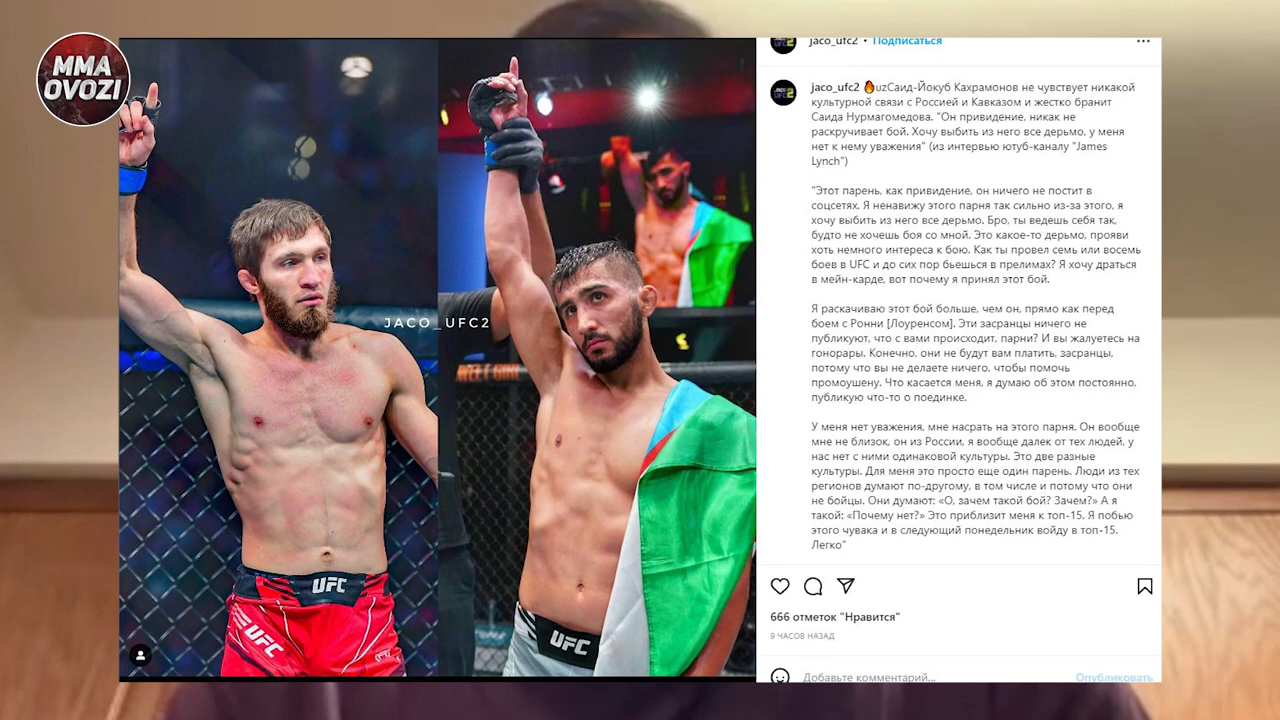 MMA
OVOZI
JACO_UFC2
UFC
UFC
UFC
jaco_ufc2 • Подписаться
jaco_ufc2 🔥uzСаид-Йокуб Кахрамонов не чувствует никакой
культурной связи с Россией и Кавказом и жестко бранит
Саида Нурмагомедова. "Он привидение, никак не
раскручивает бой. Хочу выбить из него все дерьмо, у меня
нет к нему уважения" (из интервью ютуб-каналу "James
Lynch")
"Этот парень, как привидение, он ничего не постит в
соцсетях. Я ненавижу этого парня так сильно из-за этого, я
хочу выбить из него все дерьмо. Бро, ты ведешь себя так,
будто не хочешь боя со мной. Это какое-то дерьмо, прояви
хоть немного интереса к бою. Как ты провел семь или восемь
боев в UFC и до сих пор бьешься в прелимах? Я хочу драться
в мейн-карде, вот почему я принял этот бой.
Я раскачиваю этот бой больше, чем он, прямо как перед
боем с Ронни [Лоуренсом]. Эти засранцы ничего не
публикуют, что с вами происходит, парни? И вы жалуетесь на
гонорары. Конечно, они не будут вам платить, засранцы,
потому что вы не делаете ничего, чтобы помочь
промоушену. Что касается меня, я думаю об этом постоянно,
публикую что-то о поединке.
У меня нет уважения, мне насрать на этого парня. Он вообще
мне не близок, он из России, я вообще далек от тех людей, у
нас нет с ними одинаковой культуры. Это две разные
культуры. Для меня это просто еще один парень. Люди из тех
регионов думают по-другому, в том числе и потому что они
не бойцы. Они думают: «О, зачем такой бой? Зачем?» А я
такой: «Почему нет?» Это приблизит меня к топ-15. Я побью
этого чувака и в следующий понедельник войду в топ-15.
Легко"
666 отметок "Нравится"
9 ЧАСОВ НАЗАД
Добавьте комментарий...
Опубликовать